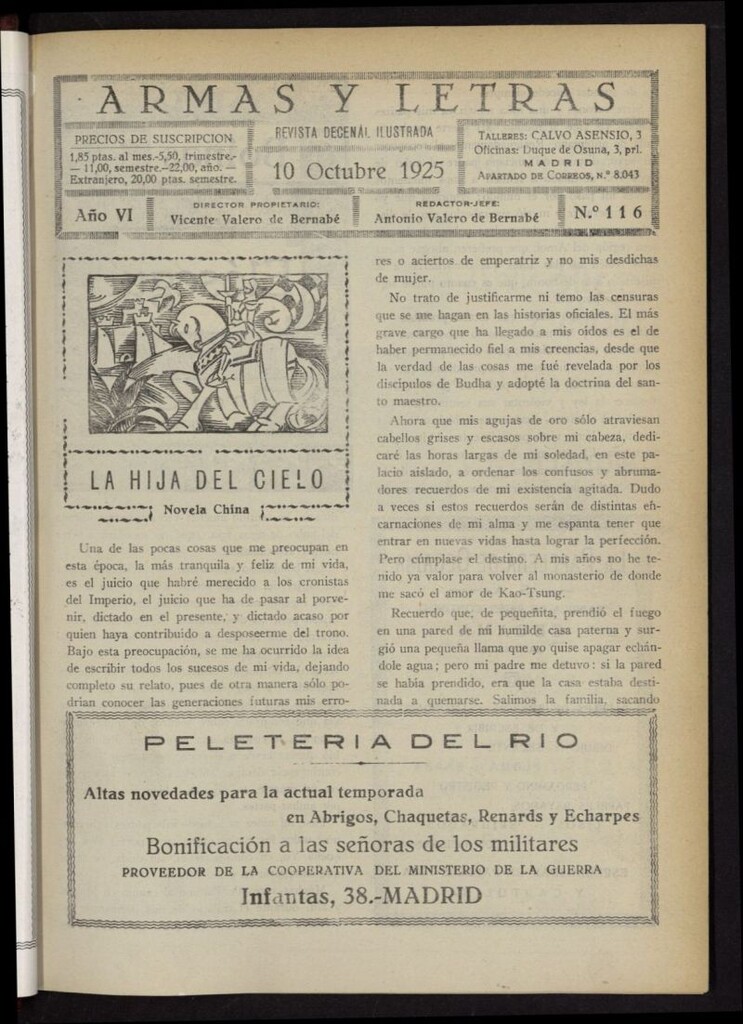 ARMAS Y LETRAS
PRECIOS DE SUSCRIPCION
1,85 ptas. al mes.-5,50, trimestre.-
— 11,00, semestre.—22,00, año. —
Extranjero, 20,00 ptas. semestre.
REVISTA DECENAL ILUSTRADA
10 Octubre 1925
TALLERES: CALVO ASENSIO, 3
Oficinas: Duque de Osuna, 3, prl.
MADRID
APARTADO DE CORREOS, N.º 8.043
Año VI
DIRECTOR PROPIETARIO:
Vicente Valero de Bernabé
REDACTOR-JEFE:
Antonio Valero de Bernabé
N.º 116
LA HIJA DEL CIELO
Novela China
Una de las pocas cosas que me preocupan en
esta época, la más tranquila y feliz de mi vida,
es el juicio que habré merecido a los cronistas
del Imperio, el juicio que ha de pasar al porve-
nir, dictado en el presente, y dictado acaso por
quien haya contribuido a desposeerme del trono.
Bajo esta preocupación, se me ha ocurrido la idea
de escribir todos los sucesos de mi vida, dejando
completo su relato, pues de otra manera sólo po-
drían conocer las generaciones futuras mis erro-
res o aciertos de emperatriz y no mis desdichas
de mujer.
No trato de justificarme ni temo las censuras
que se me hagan en las historias oficiales. El más
grave cargo que ha llegado a mis oidos es el de
haber permanecido fiel a mis creencias, desde que
la verdad de las cosas me fué revelada por los
discipulos de Budha y adopté la doctrina del san-
to maestro.
Ahora que mis agujas de oro sólo atraviesan
cabellos grises y escasos sobre mi cabeza, dedi-
caré las horas largas de mi soledad, en este pa-
lacio aislado, a ordenar los confusos y abruma-
dores recuerdos de mi existencia agitada. Dudo
a veces si estos recuerdos serán de distintas en-
carnaciones de mi alma y me espanta tener que
entrar en nuevas vidas hasta lograr la perfección.
Pero cúmplase el destino. A mis años no he te-
nido ya valor para volver al monasterio de donde
me sacó el amor de Kao-Tsung.
Recuerdo que, de pequeñita, prendió el fuego
en una pared de mi humilde casa paterna y sur-
gió una pequeña llama que yo quise apagar echán-
dole agua; pero mi padre me detuvo: si la pared
se había prendido, era que la casa estaba desti-
nada a quemarse. Salimos la familia, sacando
PELETERIA DEL RIO
Altas novedades para la actual temporada
en Abrigos, Chaquetas, Renards y Echarpes
Bonificación a las señoras de los militares
PROVEEDOR DE LA COOPERATIVA DEL MINISTERIO DE LA GUERRA
Infantas, 38.-MADRID